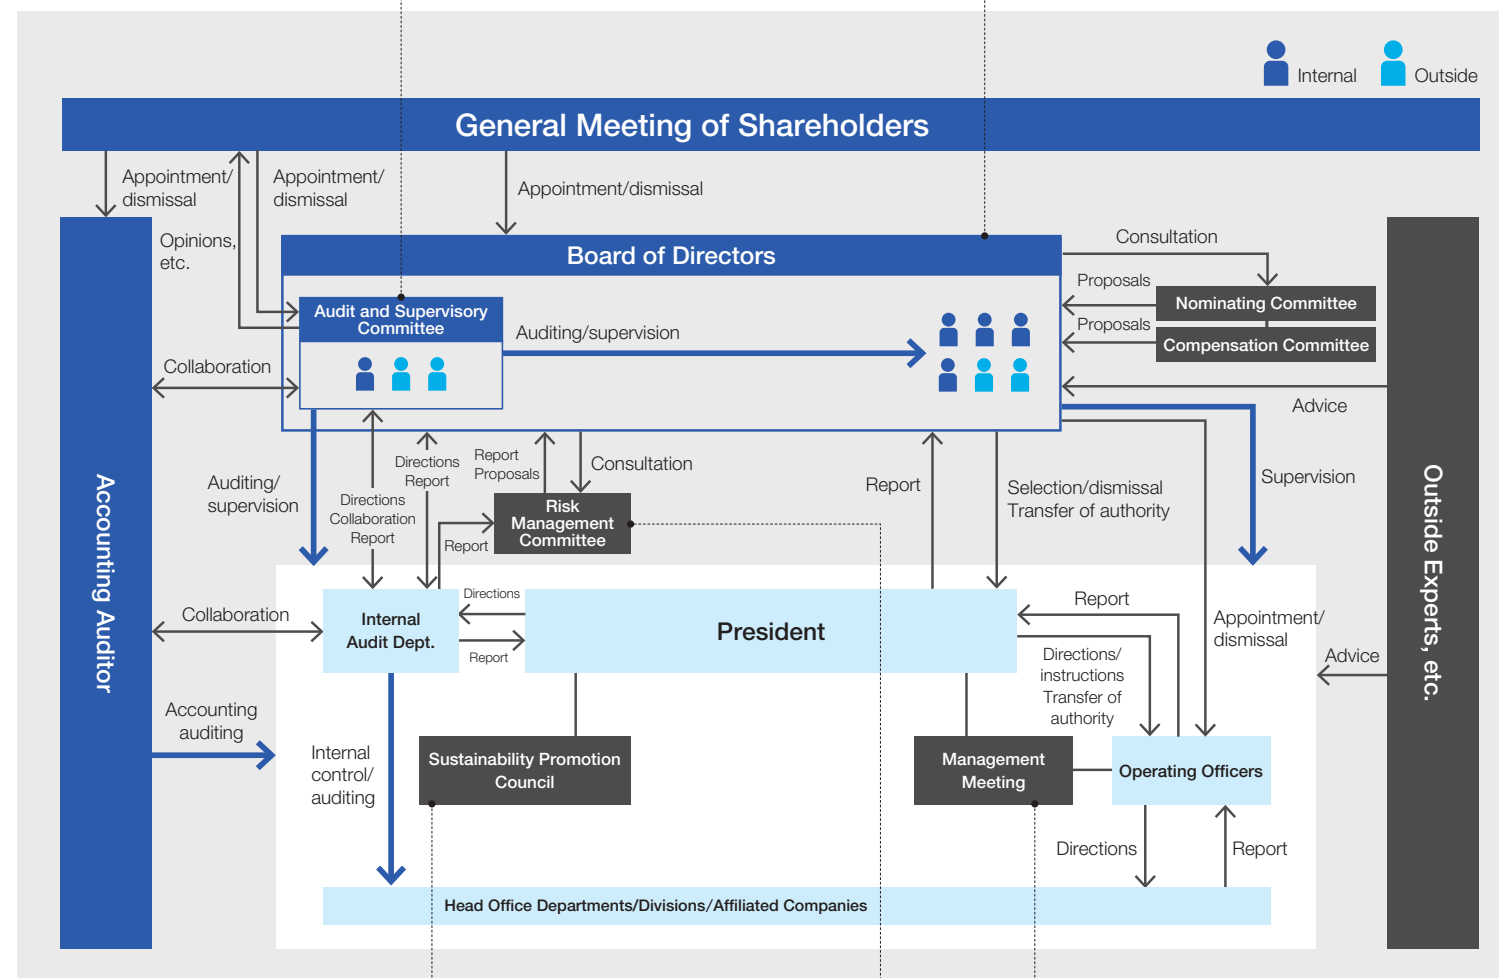 Internal
Outside
General Meeting of Shareholders
Appointment/
dismissal
Appointment/
dismissal
Appointment/dismissal
Opinions,
etc.
Board of Directors
Consultation
Proposals
Nominating Committee
Proposals
Compensation Committee
Audit and Supervisory
Committee
Auditing/supervision
Collaboration
Advice
Accounting Auditor
Outside Experts, etc.
Auditing/
supervision
Directions
Collaboration
Report
Directions
Report
Report
Proposals
Consultation
Risk
Management
Committee
Report
Report
Selection/dismissal
Transfer of authority
Supervision
Collaboration
Internal
Audit Dept.
Directions
Report
President
Report
Directions/
instructions
Transfer of
authority
Appointment/
dismissal
Advice
Accounting
auditing
Internal
control/
auditing
Sustainability Promotion
Council
Management
Meeting
Operating Officers
Directions
Report
Head Office Departments/Divisions/Affiliated Companies